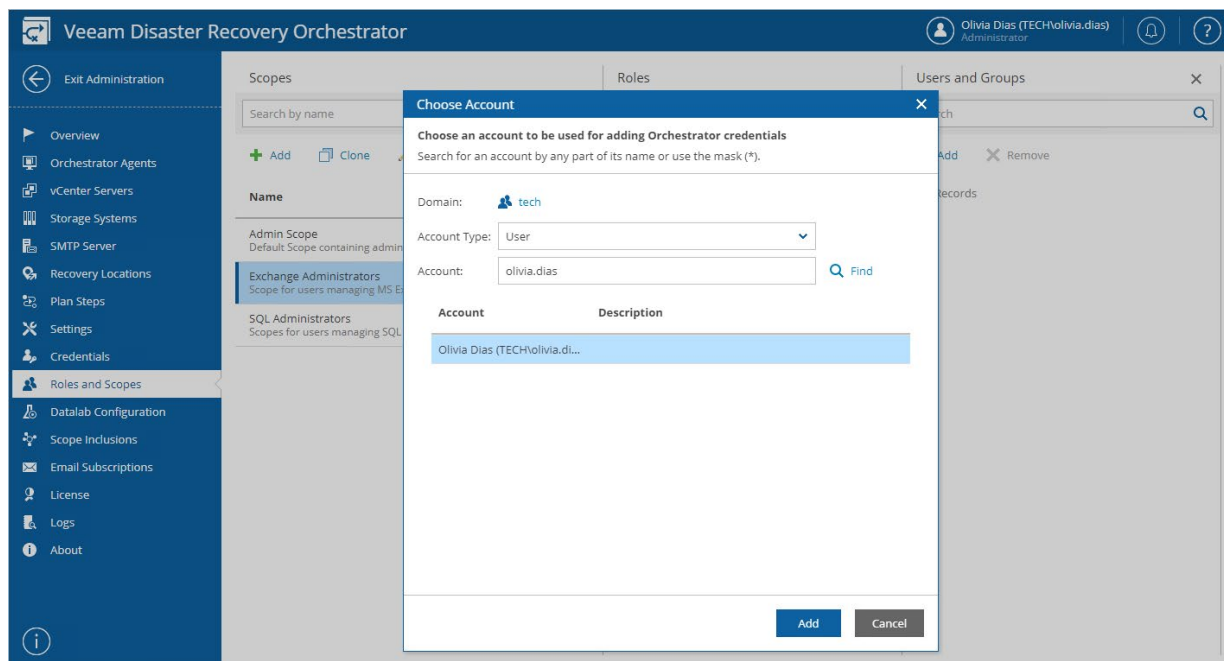 Veeam Disaster Recovery Orchestrator
Olivia Dias (TECH\olivia.dias)
Administrator
?
Exit Administration
Overview
Orchestrator Agents
vCenter Servers
Storage Systems
SMTP Server
Recovery Locations
Plan Steps
Settings
Credentials
Roles and Scopes
Datalab Configuration
Scope Inclusions
Email Subscriptions
License
Logs
About
Scopes
Search by name
Add Clone
Name
Admin Scope
Default Scope containing admin
Exchange Administrators
Scope for users managing MS
SQL Administrators
Scopes for users managing SQL
Roles
Users and Groups
Add Remove
Choose Account
Choose an account to be used for adding Orchestrator credentials
Search for an account by any part of its name or use the mask (*).
Domain: tech
Account Type: User
Account: olivia.dias Find
Account Description
Olivia Dias (TECH\olivia.di...
Add Cancel